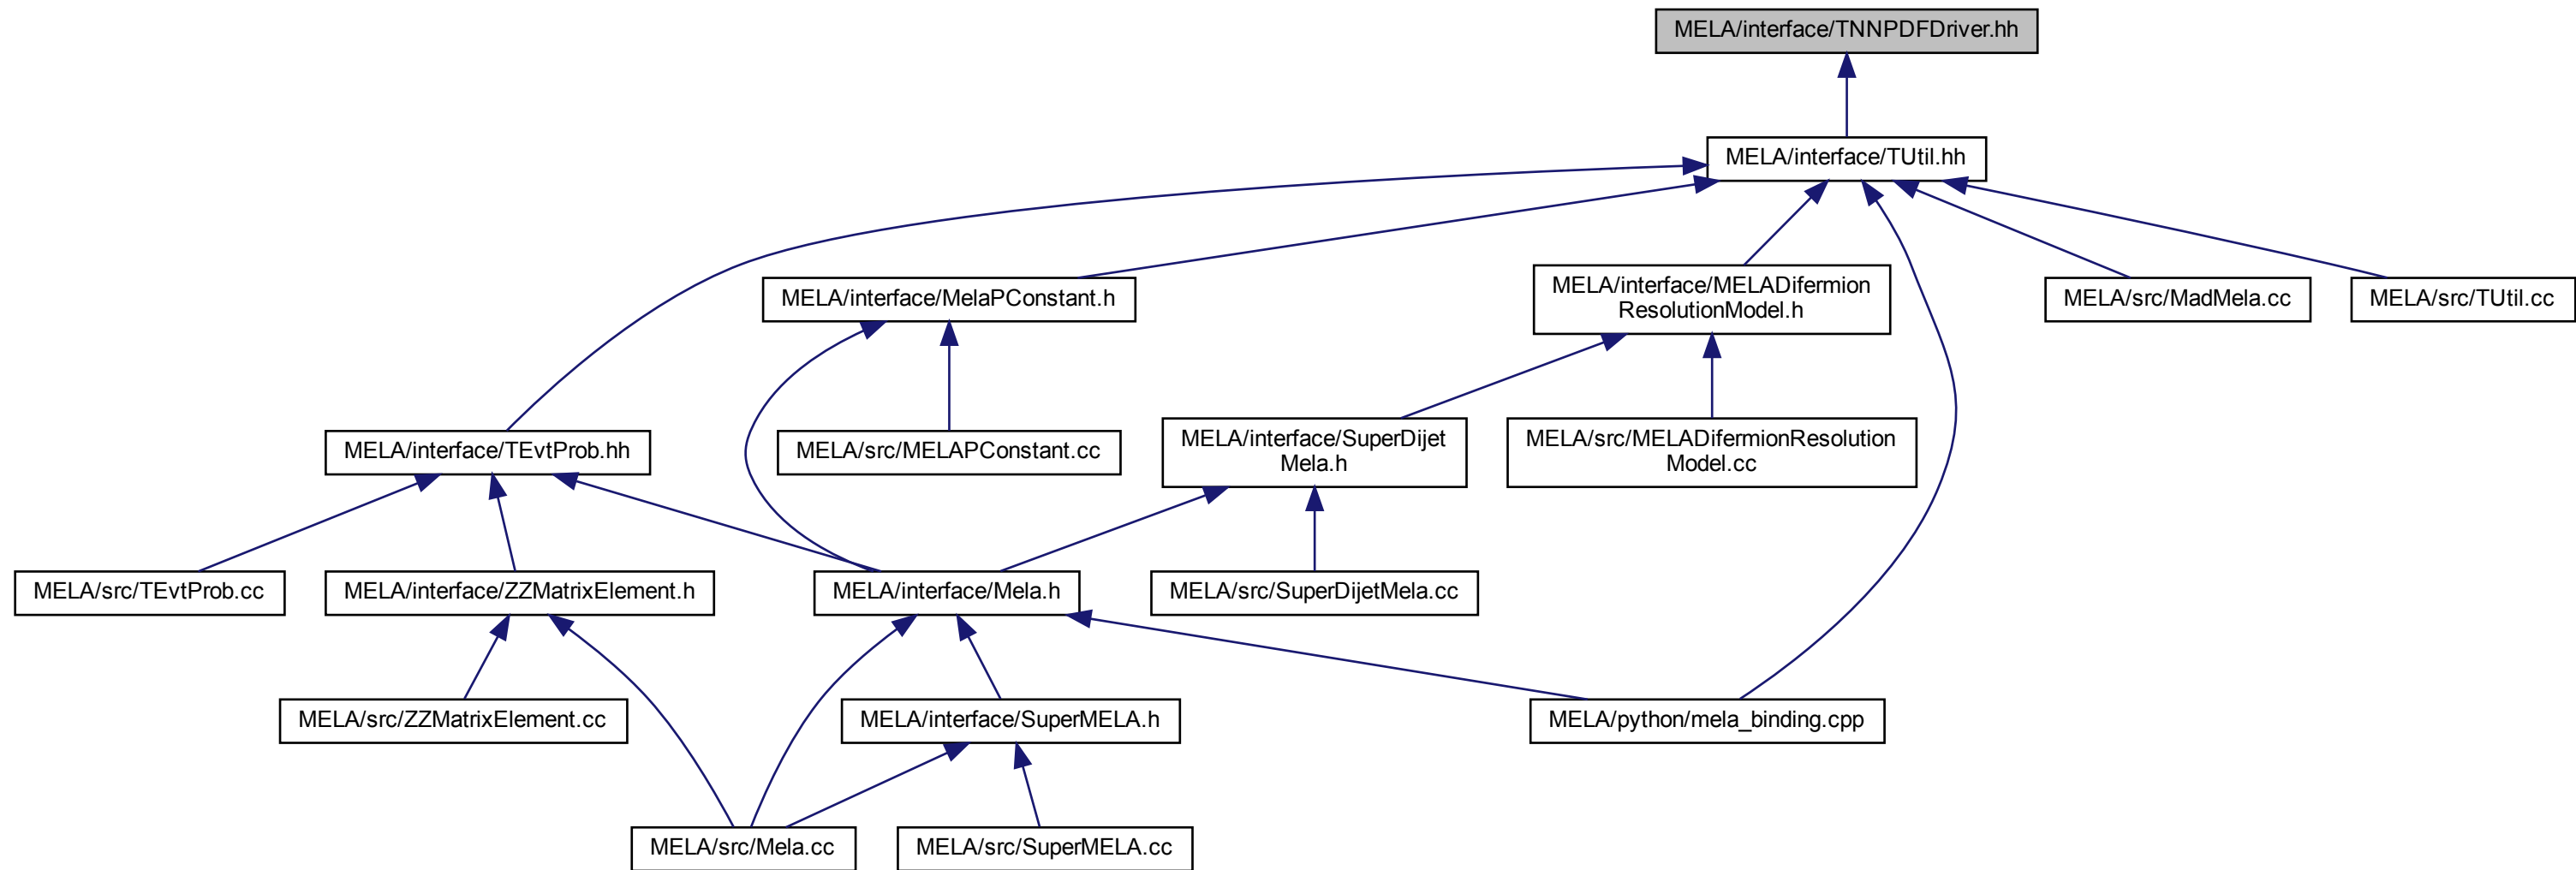 MELA/interface/TNNPDFDriver.hh
MELA/interface/TUtil.hh
MELA/interface/MelaPConstant.h
MELA/interface/MELADifermion
ResolutionModel.h
MELA/src/MadMela.cc
MELA/src/TUtil.cc
MELA/interface/TEvtProb.hh
MELA/src/MELAPConstant.cc
MELA/interface/SuperDijet
Mela.h
MELA/src/MELADifermionResolution
Model.cc
MELA/src/TEvtProb.cc
MELA/interface/ZZMatrixElement.h
MELA/interface/Mela.h
MELA/src/SuperDijetMela.cc
MELA/src/ZZMatrixElement.cc
MELA/interface/SuperMELA.h
MELA/python/mela_binding.cpp
MELA/src/Mela.cc
MELA/src/SuperMELA.cc